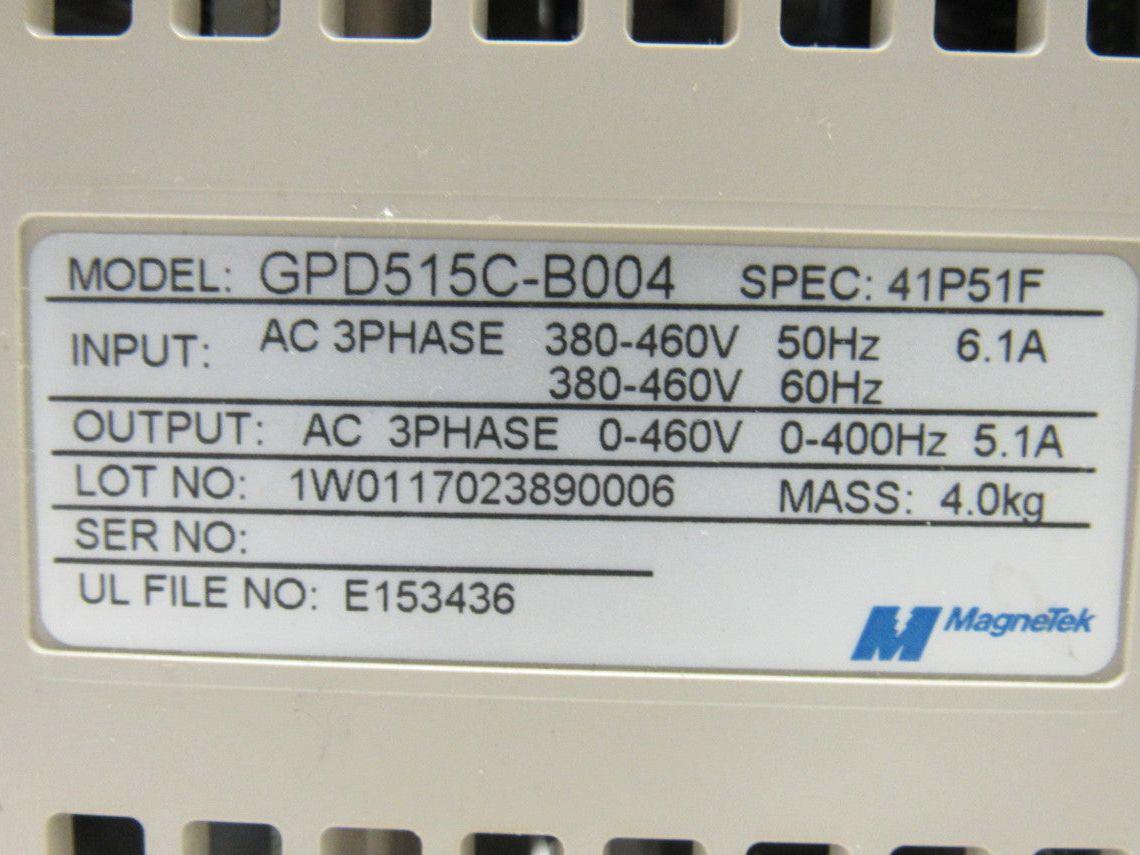 MODEL: GPD515C-B004 SPEC: 41P51F
INPUT: AC 3PHASE 380-460V 50Hz 6.1A
380-460V 60Hz
OUTPUT: AC 3PHASE 0-460V 0-400Hz 5.1A
LOT NO: 1W0117023890006 MASS: 4.0kg
SER NO:
UL FILE NO: E153436
MagneTek